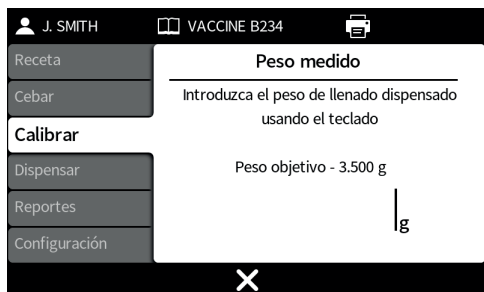 J. SMITH
VACCINE B234
Receta
Cebar
Calibrar
Dispensar
Reportes
Configuración
Peso medido
Introduzca el peso de llenado dispensado
usando el teclado
Peso objetivo - 3.500 g
g